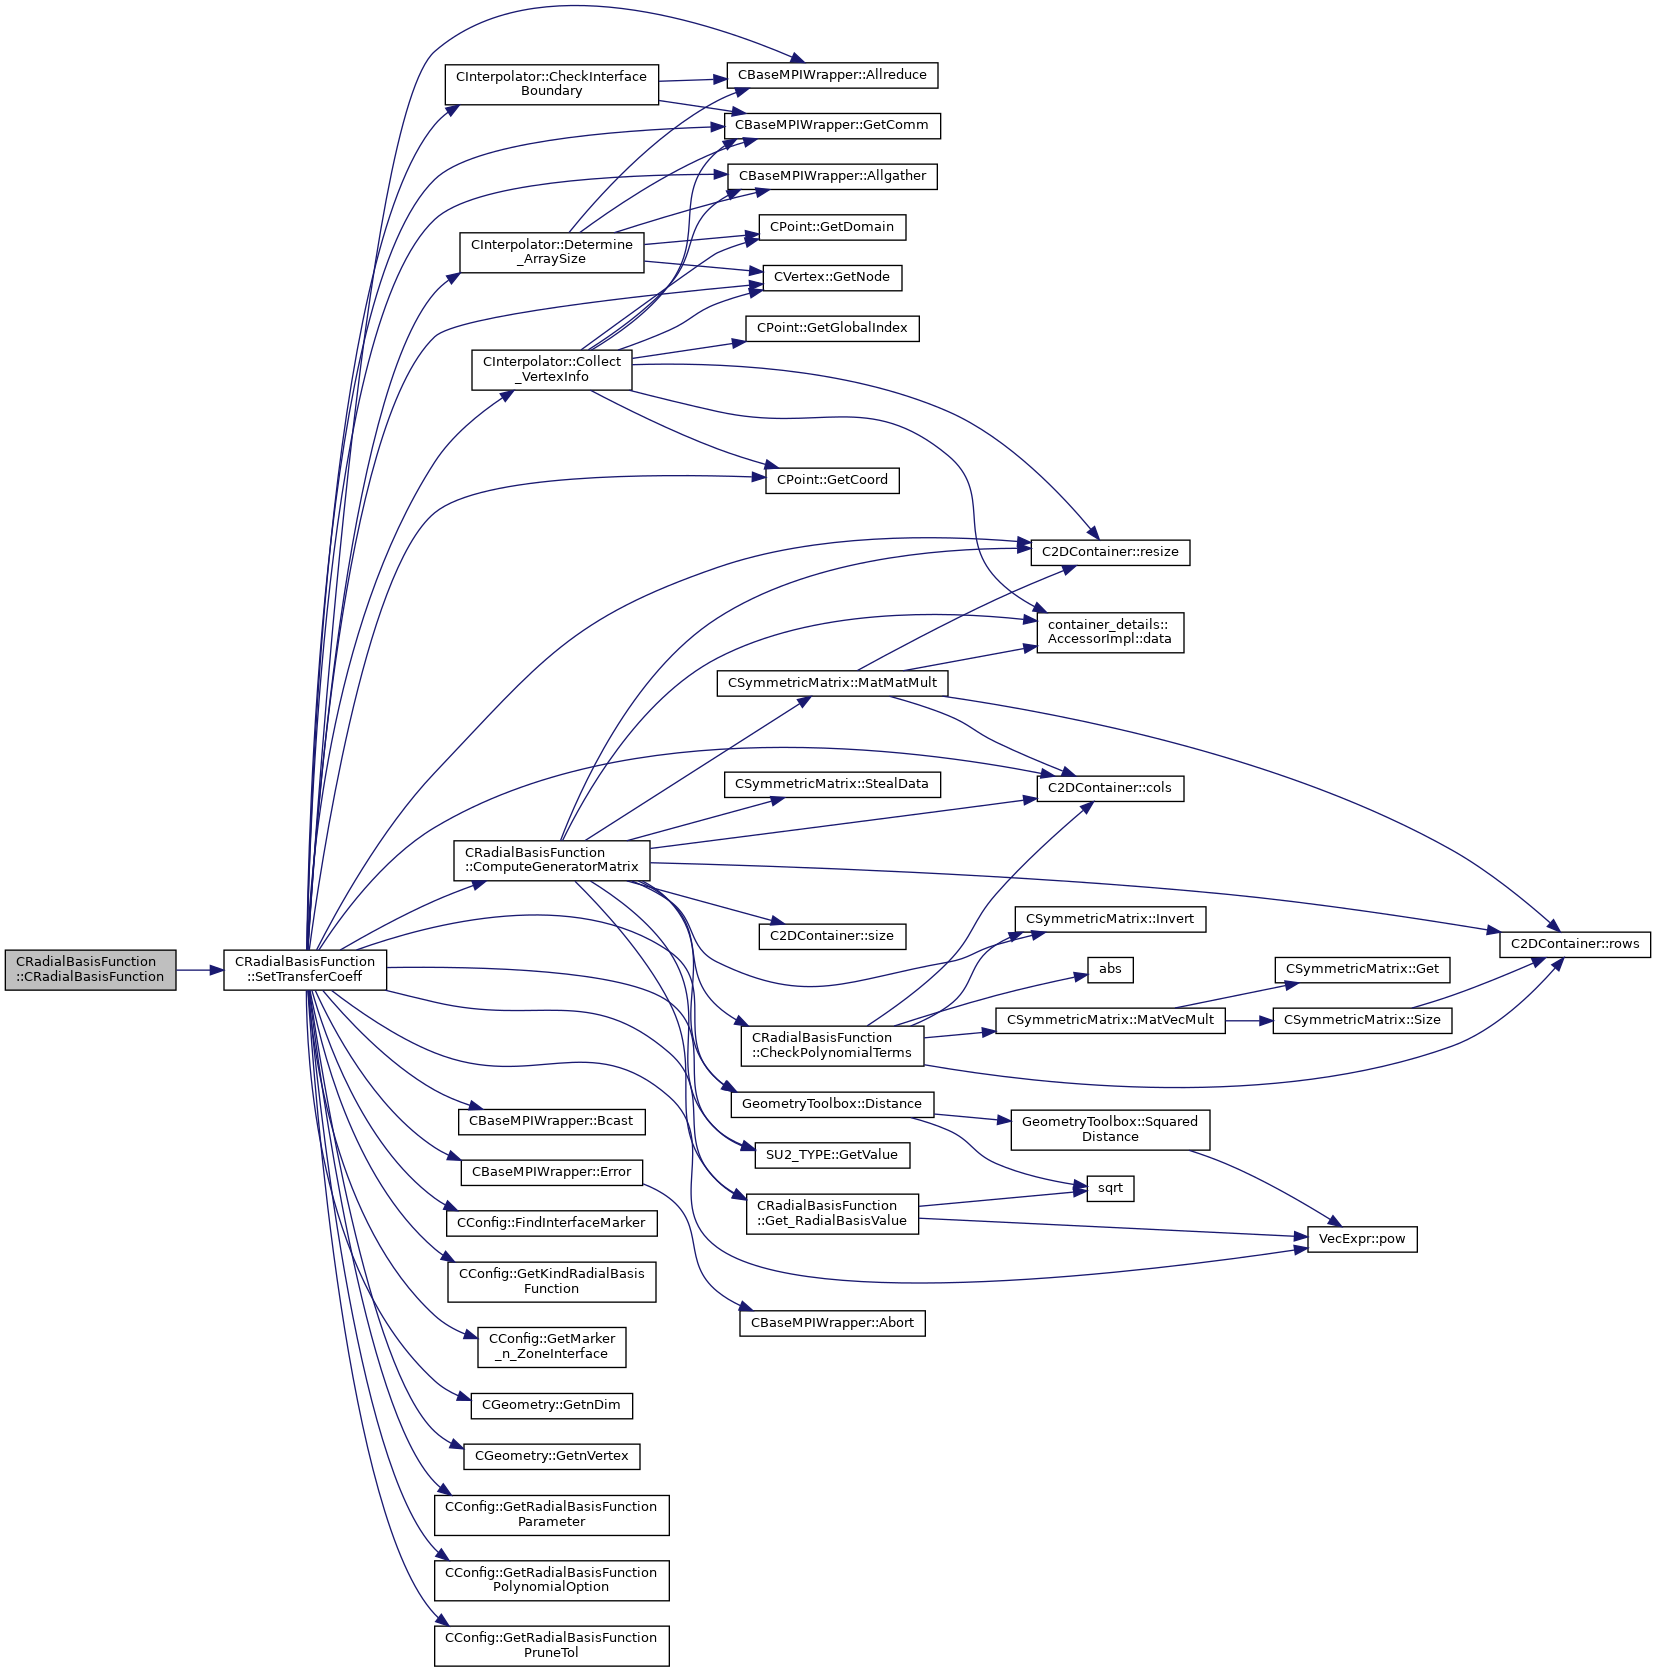 CRadialBasisFunction
::CRadialBasisFunction
CRadialBasisFunction
::SetTransferCoeff
CInterpolator::CheckInterface
Boundary
CInterpolator::Determine
_ArraySize
CInterpolator::Collect
_VertexInfo
CRadialBasisFunction
::ComputeGeneratorMatrix
CBaseMPIWrapper::Bcast
CBaseMPIWrapper::Error
CConfig::FindInterfaceMarker
CConfig::GetKindRadialBasis
Function
CConfig::GetMarker
_n_ZoneInterface
CGeometry::GetnDim
CGeometry::GetnVertex
CConfig::GetRadialBasisFunction
Parameter
CConfig::GetRadialBasisFunction
PolynomialOption
CConfig::GetRadialBasisFunction
PruneTol
CBaseMPIWrapper::Allreduce
CBaseMPIWrapper::GetComm
CBaseMPIWrapper::Allgather
CPoint::GetDomain
CVertex::GetNode
CPoint::GetGlobalIndex
CPoint::GetCoord
CSymmetricMatrix::MatMatMult
CSymmetricMatrix::StealData
C2DContainer::size
CRadialBasisFunction
::CheckPolynomialTerms
GeometryToolbox::Distance
SU2_TYPE::GetValue
CRadialBasisFunction
::Get_RadialBasisValue
CBaseMPIWrapper::Abort
C2DContainer::resize
container_details::
AccessorImpl::data
C2DContainer::cols
CSymmetricMatrix::Invert
abs
CSymmetricMatrix::MatVecMult
GeometryToolbox::Squared
Distance
sqrt
CSymmetricMatrix::Get
CSymmetricMatrix::Size
VecExpr::pow
C2DContainer::rows